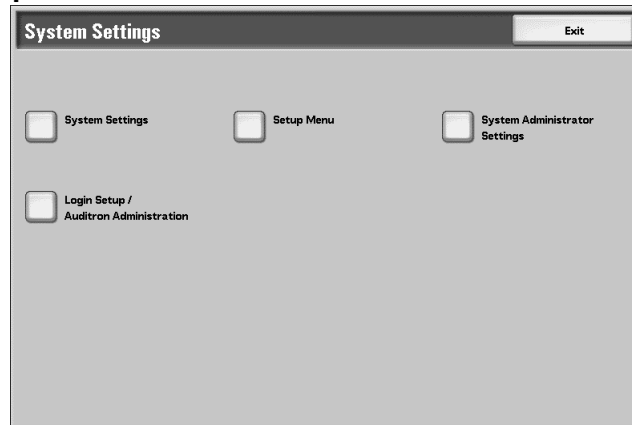 System Settings
Exit
System Settings
Setup Menu
System Administrator
Settings
Login Setup /
Auditron Administration